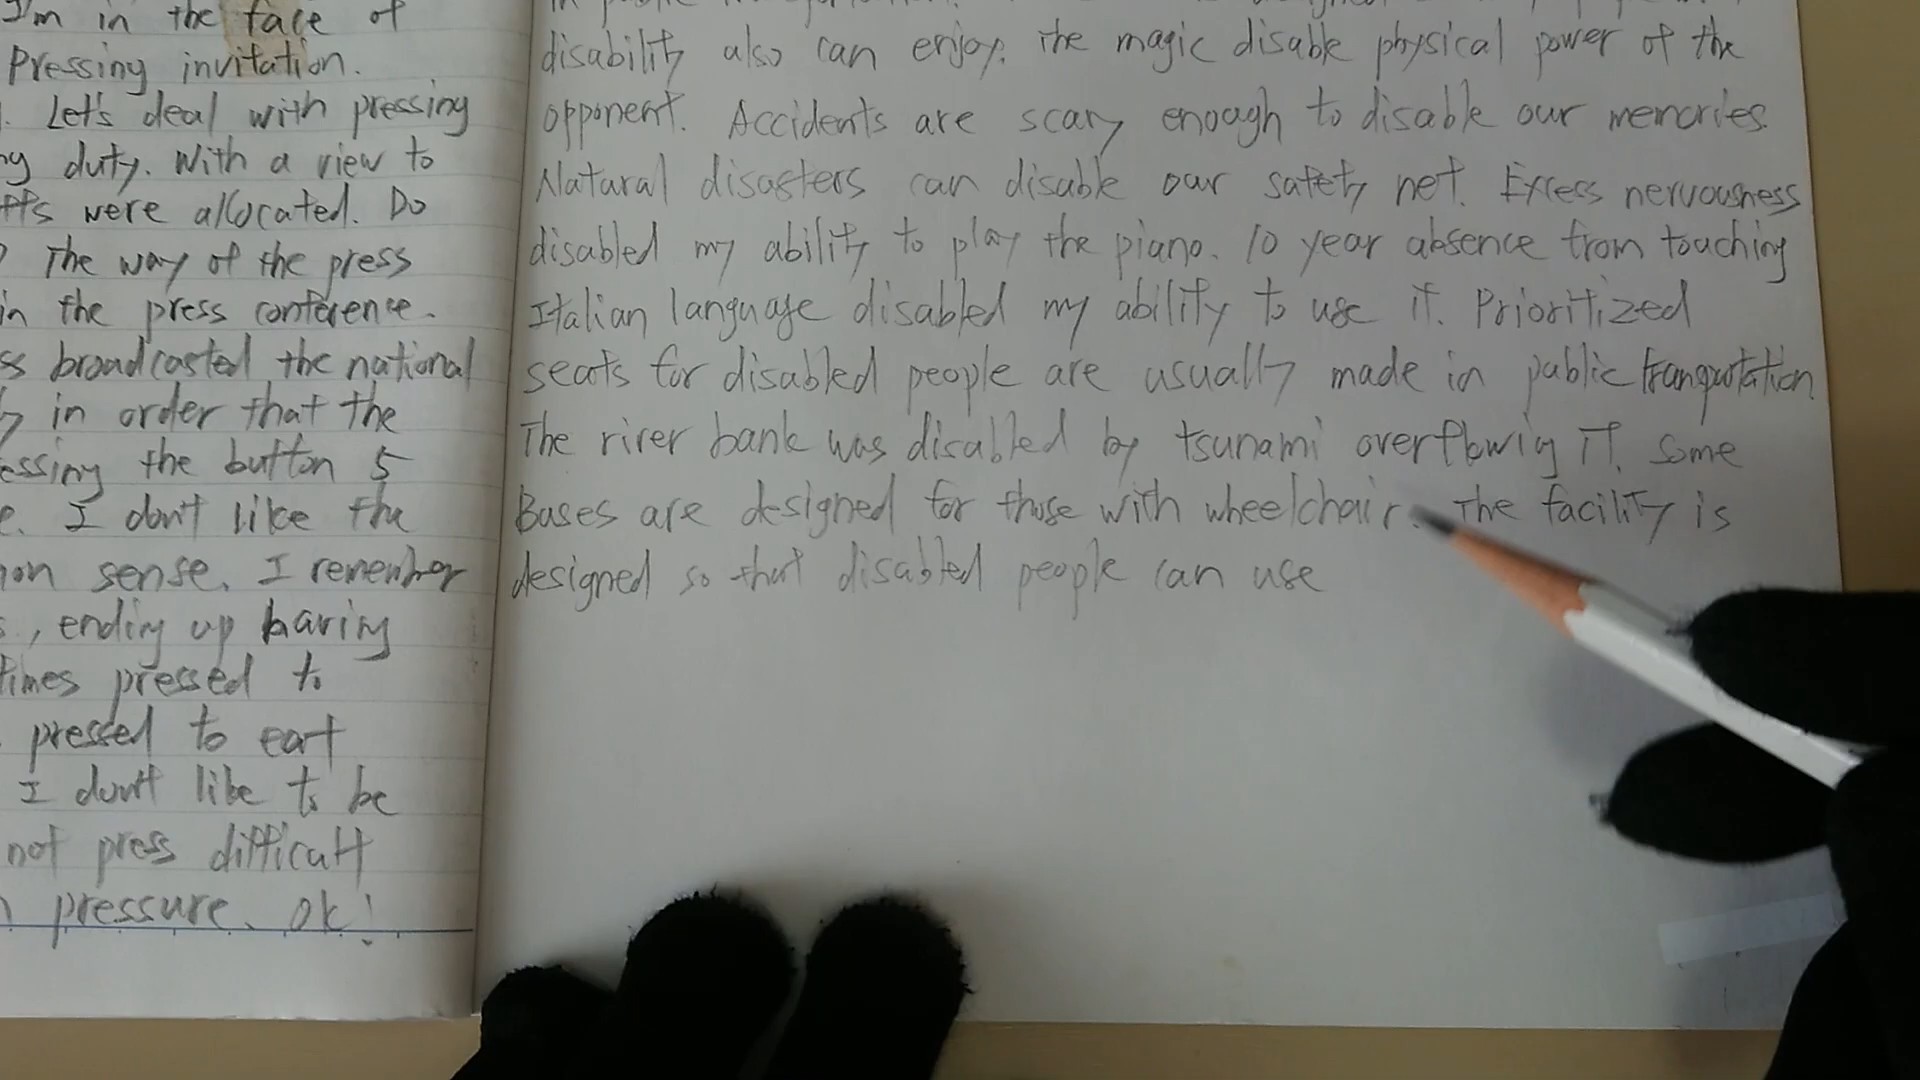 I'm in the face of
pressing invitation.
Let's deal with pressing
duty. With a view to
were allocated. Do
The way of the press
in the press conference.
broadcasted the national
in order that the
the button 5
I don't like the
sense. I remember
, ending up having
times pressed to
pressed to eart
I don't like to be
not press difficult
pressure. ok!
disability also can enjoy. The magic disable physical power of the
opponent. Accidents are scary enough to disable our memories.
Natural disasters can disable our safety net. Excess nervousness
disabled my ability to play the piano. 10 year absence from touching
Italian language disabled my ability to use it. Prioritized
seats for disabled people are usually made in public
The river bank was disabled by tsunami overflowig it. Some
Buses are designed for those with wheelchair. The facility is
designed so that disabled people can use